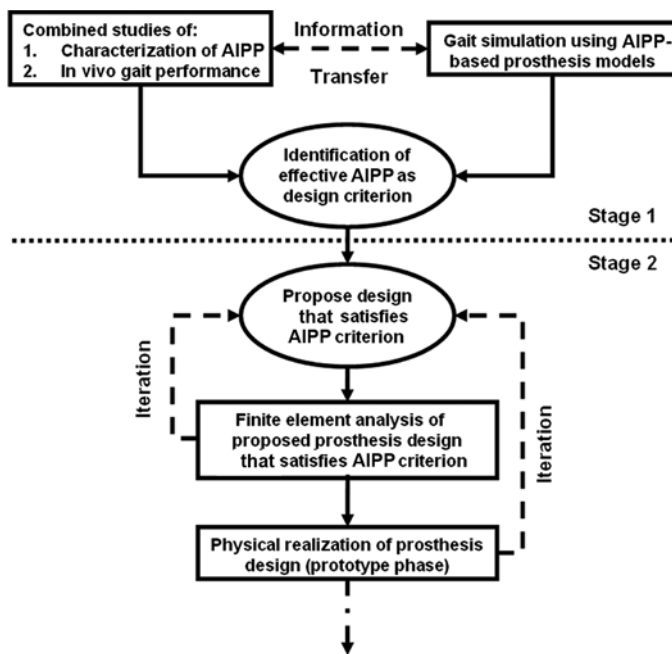 Combined studies of:
1. Characterization of AIPP
2. In vivo gait performance
Information
Transfer
Gait simulation using AIPP-
based prosthesis models
Identification of
effective AIPP as
design criterion
Stage 1
Stage 2
Propose design
that satisfies
AIPP criterion
Iteration
Finite element analysis of
proposed prosthesis design
that satisfies AIPP criterion
Iteration
Physical realization of prosthesis
design (prototype phase)